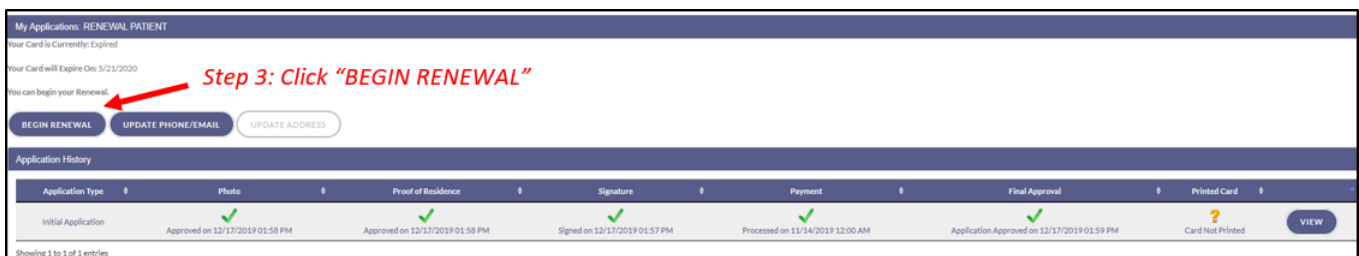 My Applications: RENEWAL PATIENT
Your Card is Currently: Expired
Your Card will Expire On: 5/21/2020
Step 3: Click “BEGIN RENEWAL”
You can begin your Renewal.
BEGIN RENEWAL UPDATE PHONE/EMAIL UPDATE ADDRESS
Application History
Application Type Photo Proof of Residence Signature Payment Final Approval Printed Card
Initial Application Approved on 12/17/2019 01:58 PM Approved on 12/17/2019 01:58 PM Signed on 12/17/2019 01:57 PM Processed on 11/14/2019 12:00 AM Application Approved on 12/17/2019 01:59 PM Card Not Printed VIEW
Showing 1 to 1 of 1 entries